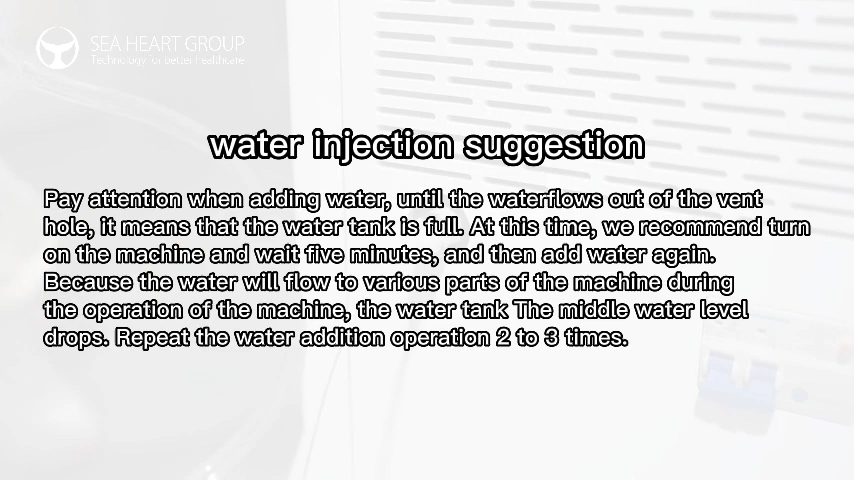 SEA HEART GROUP
Technology for better healthcare
water injection suggestion
Pay attention when adding water, until the waterflows out of the vent
hole, it means that the water tank is full. At this time, we recommend turn
on the machine and wait five minutes, and then add water again.
Because the water will flow to various parts of the machine during
the operation of the machine, the water tank The middle water level
drops. Repeat the water addition operation 2 to 3 times.